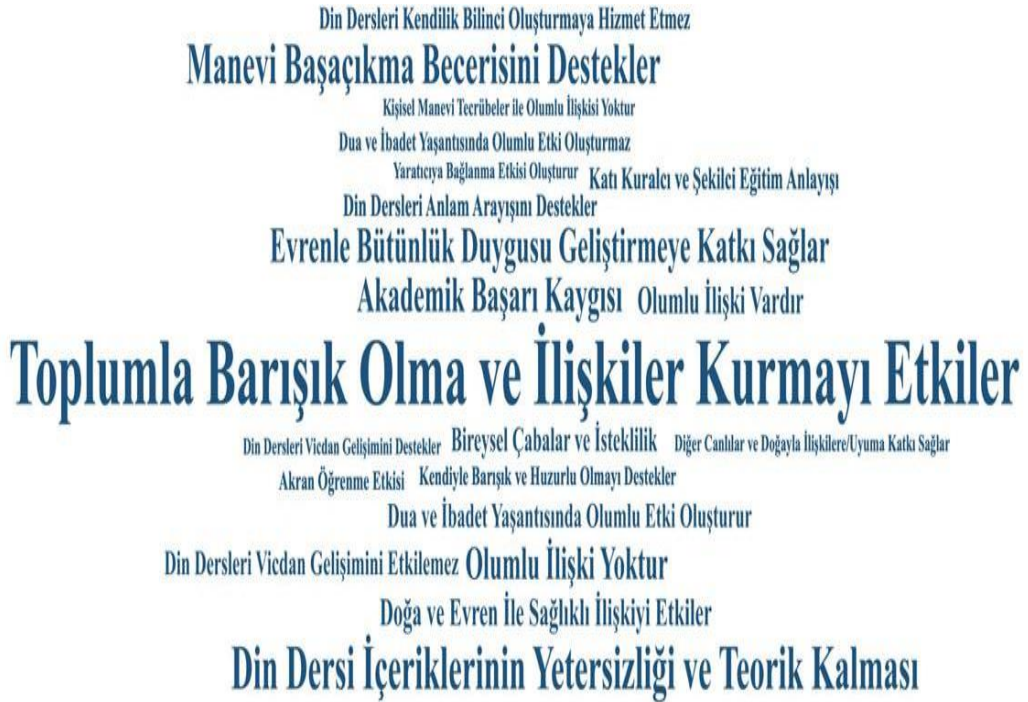 Din Dersleri Kendilik Bilinci Oluşturmaya Hizmet Etmez
Manevi Başaçıkma Becerisini Destekler
Kişisel Manevi Tecrübeler ile Olumlu İlişkisi Yoktur
Dua ve İbadet Yaşantısında Olumlu Etki Oluşturmaz
Yaratıcıya Bağlanma Etkisi Oluşturur Katı Kuralcı ve Şekilci Eğitim Anlayışı
Din Dersleri Anlam Arayışını Destekler
Evrenle Bütünlük Duygusu Geliştirmeye Katkı Sağlar
Akademik Başarı Kaygısı Olumlu İlişki Vardır
Toplumla Barışık Olma ve İlişkiler Kurmayı Etkiler
Din Dersleri Vicdan Gelişimini Destekler Bireysel Çabalar ve İsteklilik Diğer Canlılar ve Doğayla İlişkilere/Uyuma Katkı Sağlar
Akran Öğrenme Etkisi Kendiyle Barışık ve Huzurlu Olmayı Destekler
Dua ve İbadet Yaşantısında Olumlu Etki Oluşturur
Din Dersleri Vicdan Gelişimini Etkilemez Olumlu İlişki Yoktur
Doğa ve Evren İle Sağlıklı İlişkiyi Etkiler
Din Dersi İçeriklerinin Yetersizliği ve Teorik Kalması